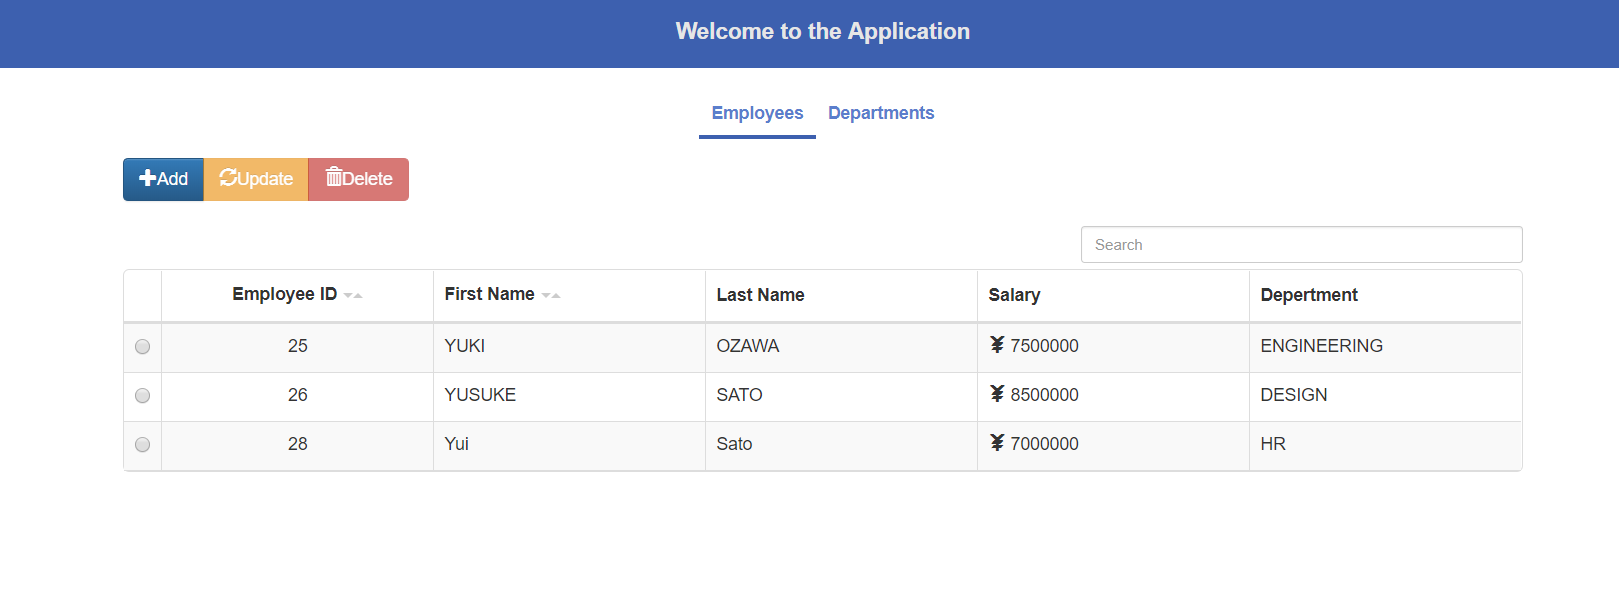 Welcome to the Application
Employees Departments
Add Update Delete
Search
Employee ID First Name Last Name Salary Depertment
25 YUKI OZAWA ¥ 7500000 ENGINEERING
26 YUSUKE SATO ¥ 8500000 DESIGN
28 Yui Sato ¥ 7000000 HR